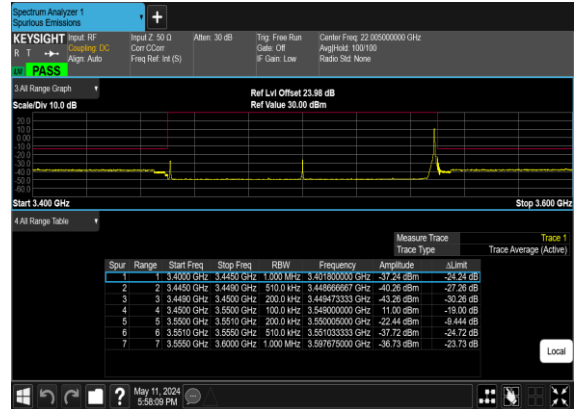 Spectrum Analyzer 1
Spurious Emissions
KEYSIGHT Input: RF Input Z: 50 Ω Atten: 30 dB Trig: Free Run Center Freq: 22.005000000 GHz
R T Coupling: DC Corr CCorr Gate: Off Avg|Hold: 100/100
Align: Auto Freq Ref: Int (S) IF Gain: Low Radio Std: None
PASS
3 All Range Graph
Ref Lvl Offset 23.98 dB
Scale/Div 10.0 dB Ref Value 30.00 dBm
20.0
10.0
0.00
-10.0
-20.0
-30.0
-40.0
-50.0
-60.0
Start 3.400 GHz Stop 3.600 GHz
4 All Range Table
Measure Trace Trace 1
Trace Type Trace Average (Active)
Spur Range Start Freq Stop Freq RBW Frequency Amplitude ΔLimit
1 1 3.4000 GHz 3.4450 GHz 1.000 MHz 3.401800000 GHz -37.24 dBm -24.24 dB
2 2 3.4450 GHz 3.4490 GHz 510.0 kHz 3.448666667 GHz -40.26 dBm -27.26 dB
3 3 3.4490 GHz 3.4500 GHz 200.0 kHz 3.449473333 GHz -43.26 dBm -30.26 dB
4 4 3.4500 GHz 3.5500 GHz 100.0 kHz 3.549000000 GHz 11.00 dBm -19.00 dB
5 5 3.5500 GHz 3.5510 GHz 200.0 kHz 3.550005000 GHz -22.44 dBm -9.444 dB
6 6 3.5510 GHz 3.5550 GHz 510.0 kHz 3.551033333 GHz -37.72 dBm -24.72 dB
7 7 3.5550 GHz 3.6000 GHz 1.000 MHz 3.597675000 GHz -36.73 dBm -23.73 dB
Local
?
May 11, 2024
5:58:09 PM